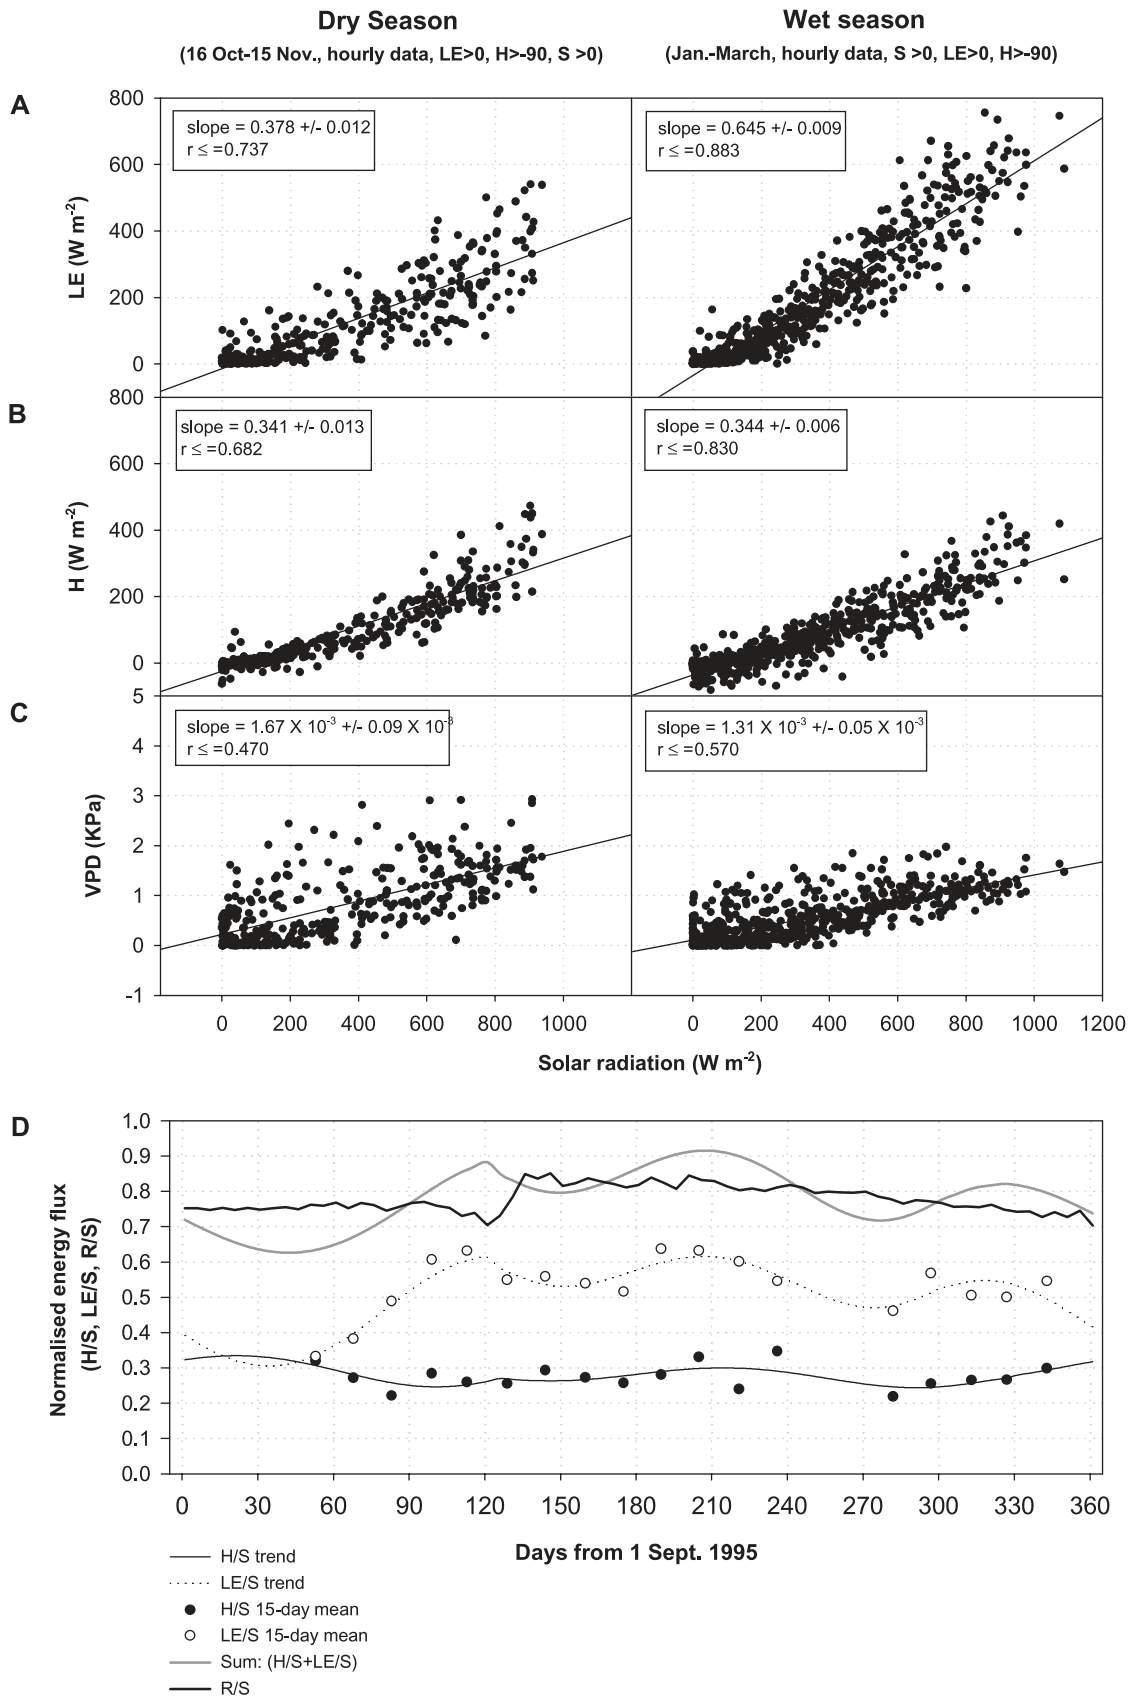 Dry Season
(16 Oct-15 Nov., hourly data, LE>0, H>-90, S >0)
Wet season
(Jan.-March, hourly data, S >0, LE>0, H>-90)
A
LE (W m-2)
800
600
400
200
0
slope = 0.378 +/- 0.012
r ≤ =0.737
slope = 0.645 +/- 0.009
r ≤ =0.883
B
H (W m-2)
800
600
400
200
0
slope = 0.341 +/- 0.013
r ≤ =0.682
slope = 0.344 +/- 0.006
r ≤ =0.830
C
VPD (KPa)
5
4
3
2
1
0
-1
slope = 1.67 X 10-3 +/- 0.09 X 10-3
r ≤ =0.470
slope = 1.31 X 10-3 +/- 0.05 X 10-3
r ≤ =0.570
0 200 400 600 800 1000
0 200 400 600 800 1000 1200
Solar radiation (W m-2)
D
Normalised energy flux
(H/S, LE/S, R/S)
1.0
0.9
0.8
0.7
0.6
0.5
0.4
0.3
0.2
0.1
0.0
0 30 60 90 120 150 180 210 240 270 300 330 361
Days from 1 Sept. 1995
H/S trend
LE/S trend
H/S 15-day mean
LE/S 15-day mean
Sum: (H/S+LE/S)
R/S